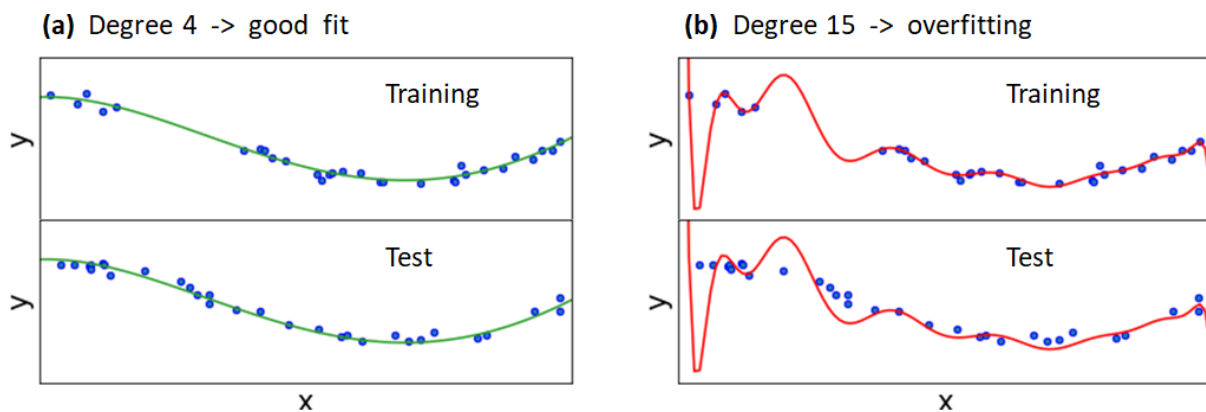 (a) Degree 4 -> good fit
Training
y
Test
y
x
(b) Degree 15 -> overfitting
Training
y
Test
y
x